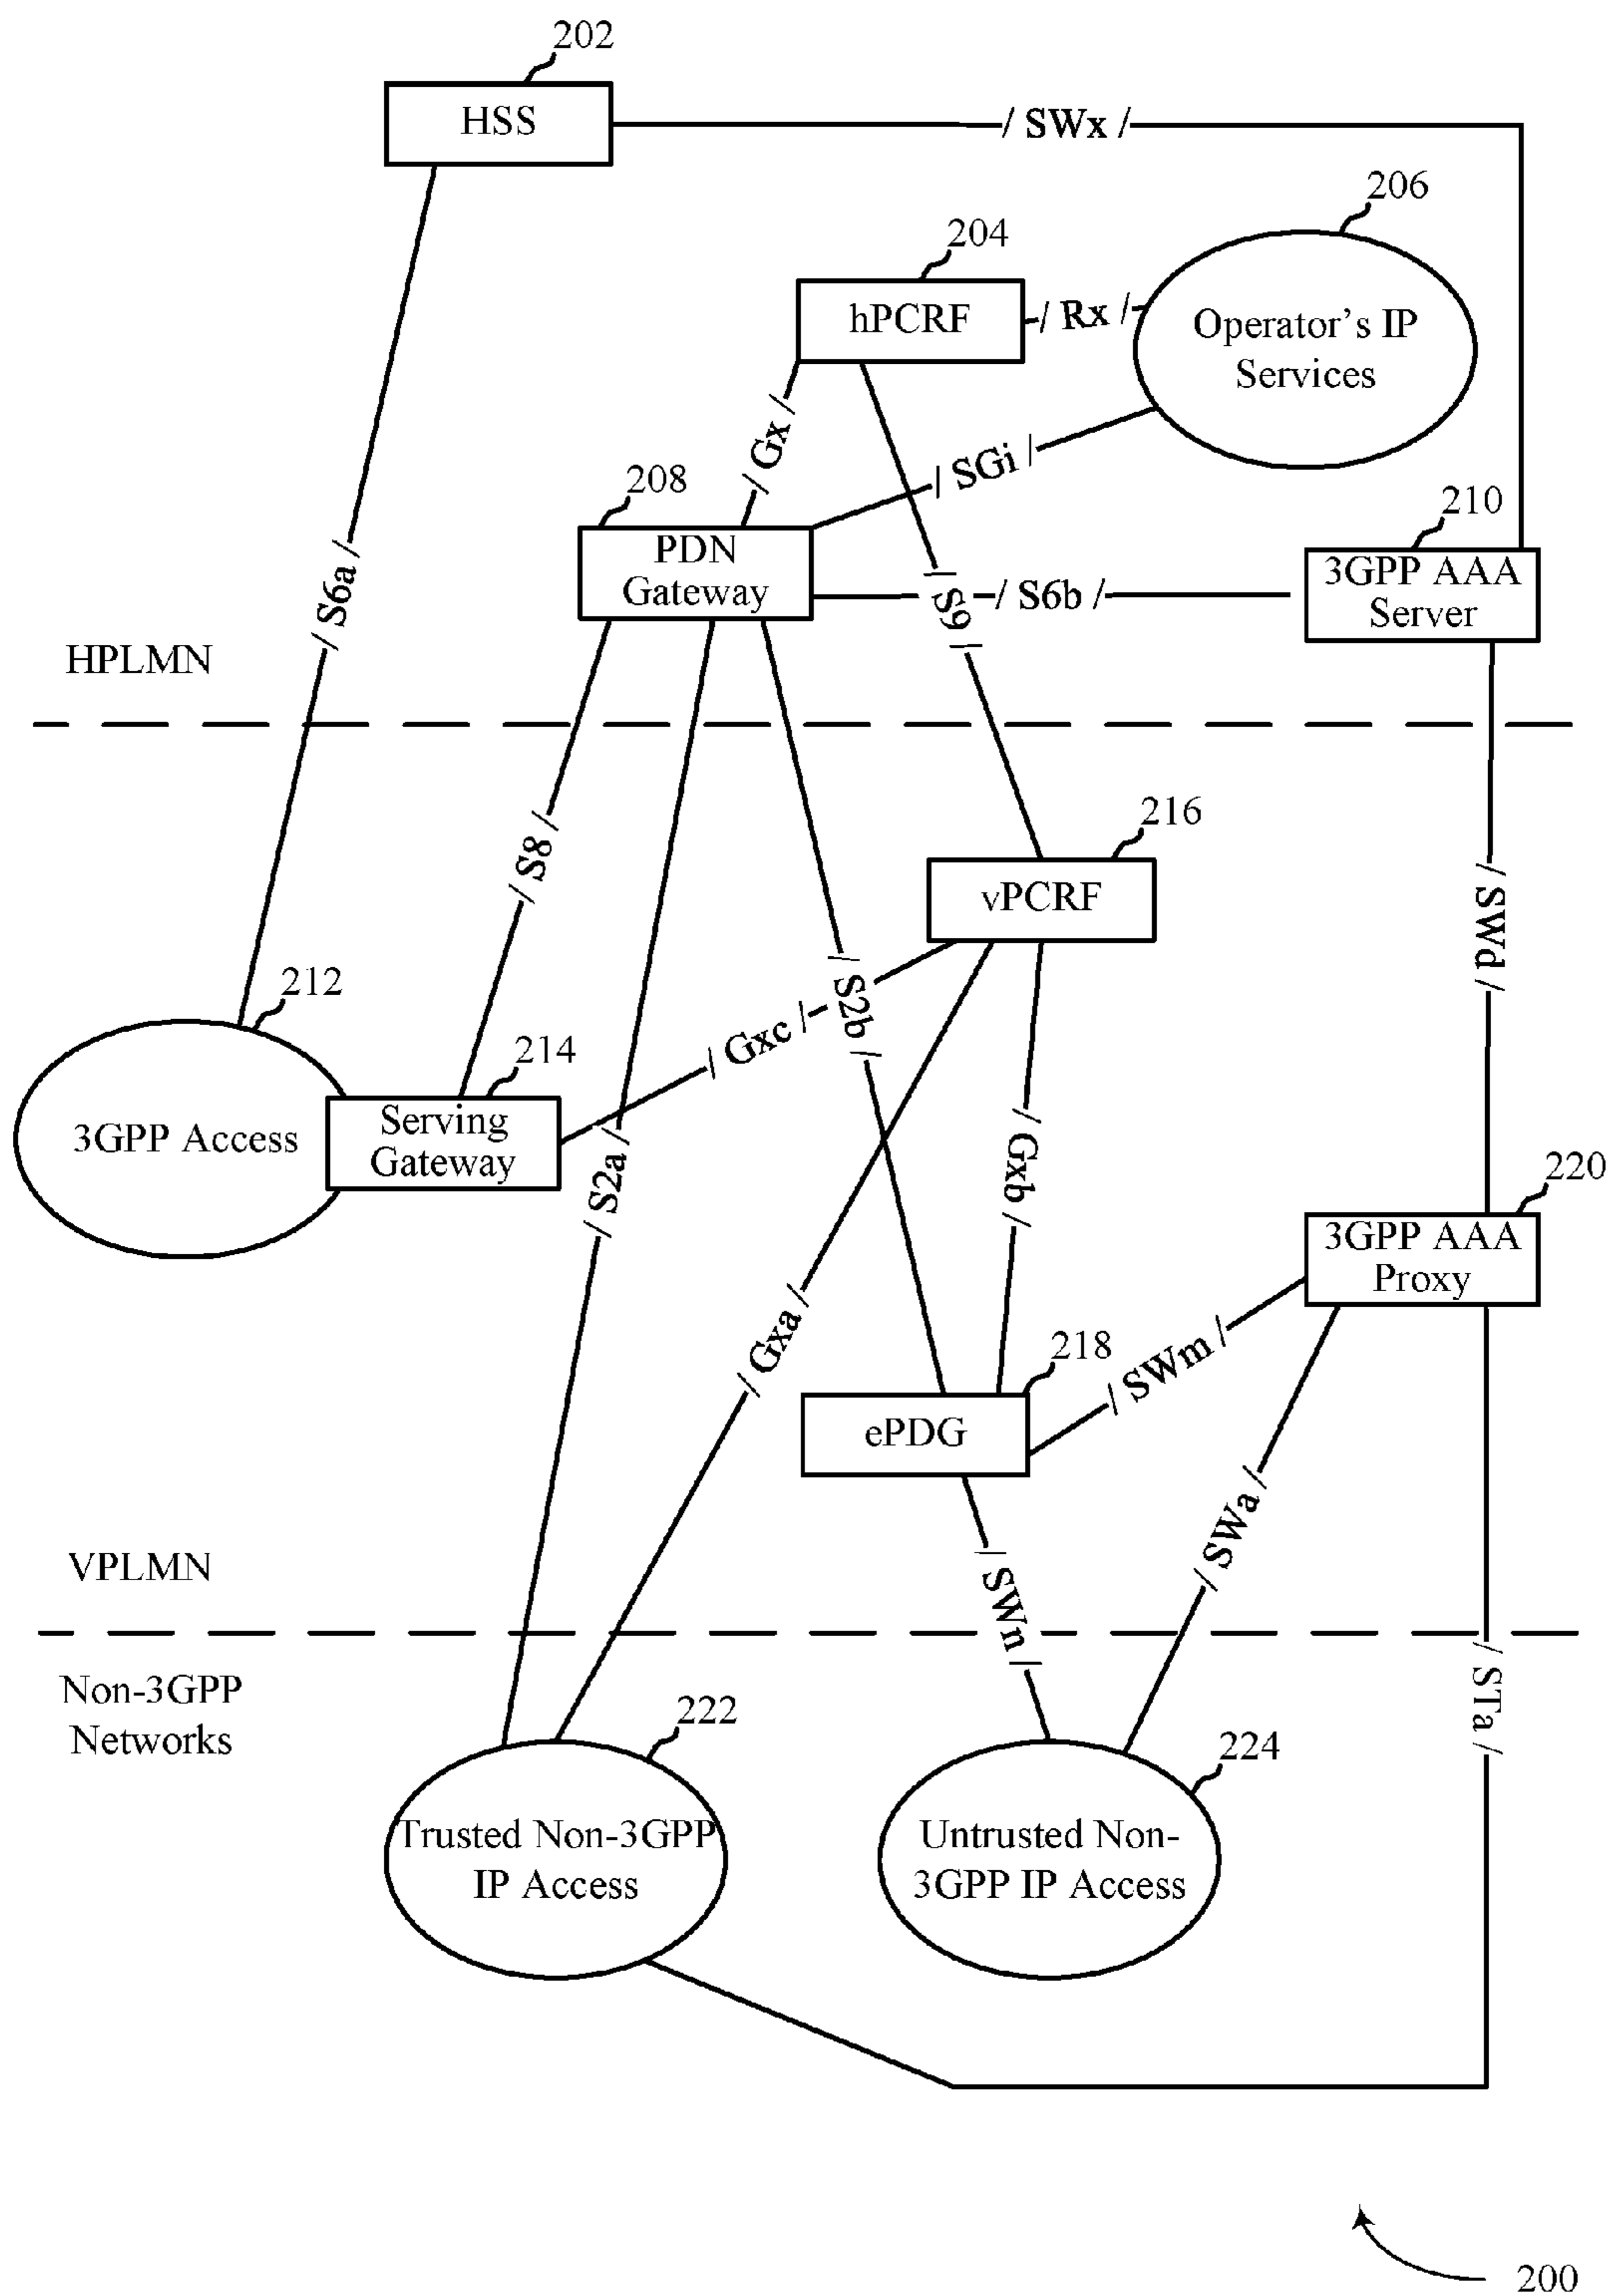 202
HSS
/ SWx /
206
204
hPCRF
/ Rx /
Operator's IP
Services
/ Gx /
/ SGi /
208
210
PDN
Gateway
/ S9 /
/ S6b /
3GPP AAA
Server
/ S6a /
HPLMN
216
/ S8 /
vPCRF
/ SWd /
212
/ S2b /
/ Gxc /
214
3GPP Access
Serving
Gateway
/ S2a /
/ Gxb /
220
3GPP AAA
Proxy
/ Gxa /
218
/ SWm /
ePDG
/ SWa /
VPLMN
/ SWn /
Non-3GPP
Networks
/ STa /
222
224
Trusted Non-3GPP
IP Access
Untrusted Non-
3GPP IP Access
200